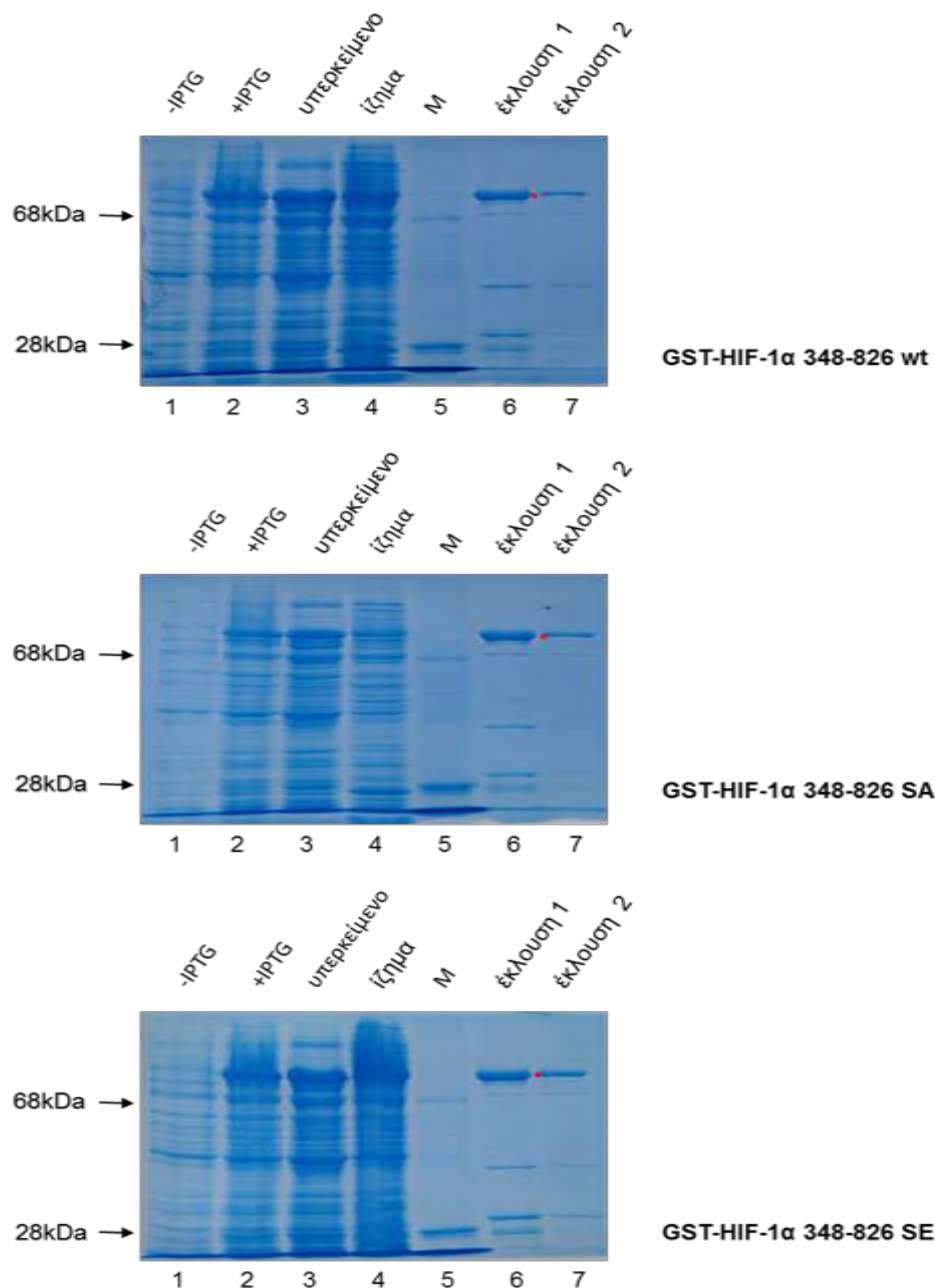 -IPTG +IPTG υπερκείμενο ίζημα M έκλουση 1 έκλουση 2
68kDa
28kDa
GST-HIF-1α 348-826 wt
1 2 3 4 5 6 7
-IPTG +IPTG υπερκείμενο ίζημα M έκλουση 1 έκλουση 2
68kDa
28kDa
GST-HIF-1α 348-826 SA
1 2 3 4 5 6 7
-IPTG +IPTG υπερκείμενο ίζημα M έκλουση 1 έκλουση 2
68kDa
28kDa
GST-HIF-1α 348-826 SE
1 2 3 4 5 6 7